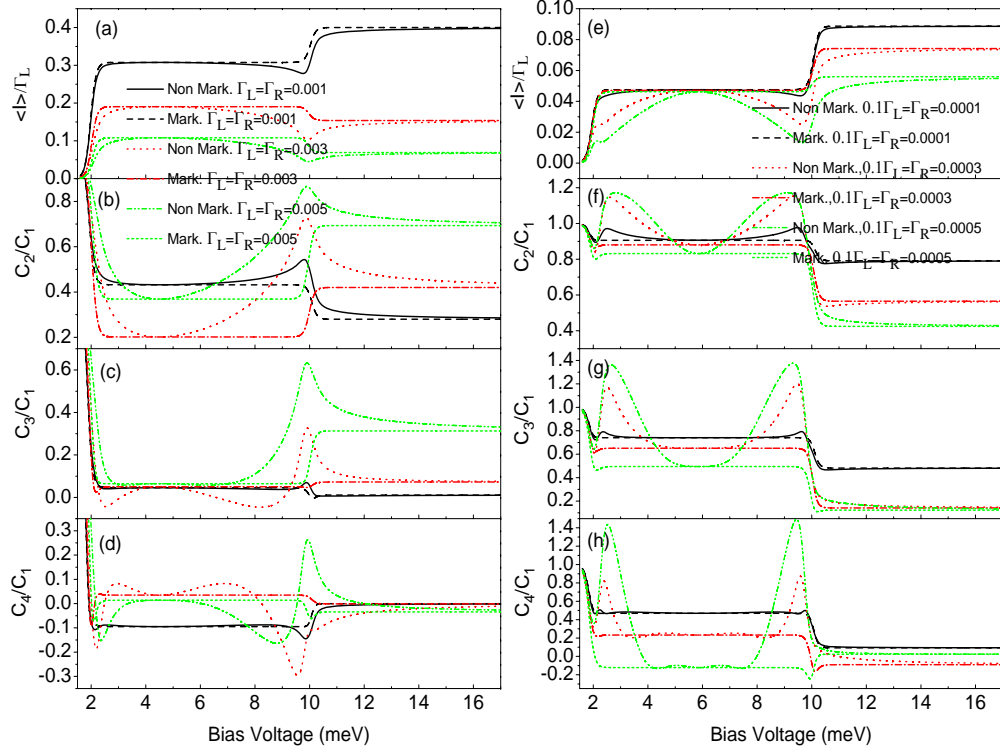 (a)
<I>/Γ_L
0.4
0.3
0.2
0.1
0.0
Non Mark. Γ_L=Γ_R=0.001
Mark. Γ_L=Γ_R=0.001
Non Mark. Γ_L=Γ_R=0.003
Mark. Γ_L=Γ_R=0.003
Non Mark. Γ_L=Γ_R=0.005
Mark. Γ_L=Γ_R=0.005
(b)
C_2/C_1
0.8
0.6
0.4
0.2
(c)
C_3/C_1
0.6
0.4
0.2
0.0
(d)
C_4/C_1
0.4
0.3
0.2
0.1
0.0
-0.1
-0.2
-0.3
2 4 6 8 10 12 14 16
Bias Voltage (meV)
(e)
<I>/Γ_L
0.10
0.08
0.06
0.04
0.02
0.00
Non Mark. 0.1Γ_L=Γ_R=0.0001
Mark. 0.1Γ_L=Γ_R=0.0001
Non Mark.,0.1Γ_L=Γ_R=0.0003
Mark.,0.1Γ_L=Γ_R=0.0003
Non Mark.,0.1Γ_L=Γ_R=0.0005
Mark. 0.1Γ_L=Γ_R=0.0005
(f)
C_2/C_1
1.2
1.0
0.8
0.6
0.4
(g)
C_3/C_1
1.4
1.2
1.0
0.8
0.6
0.4
0.2
(h)
C_4/C_1
1.4
1.2
1.0
0.8
0.6
0.4
0.2
-0.0
-0.2
2 4 6 8 10 12 14 16
Bias Voltage (meV)